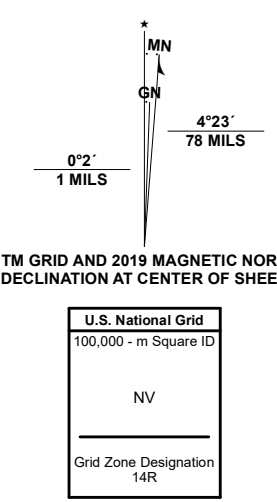 ★
MN
GN
4°23´
78 MILS
0°2´
1 MILS
TM GRID AND 2019 MAGNETIC NOR
DECLINATION AT CENTER OF SHEE
U.S. National Grid
100,000 - m Square ID
NV
Grid Zone Designation
14R